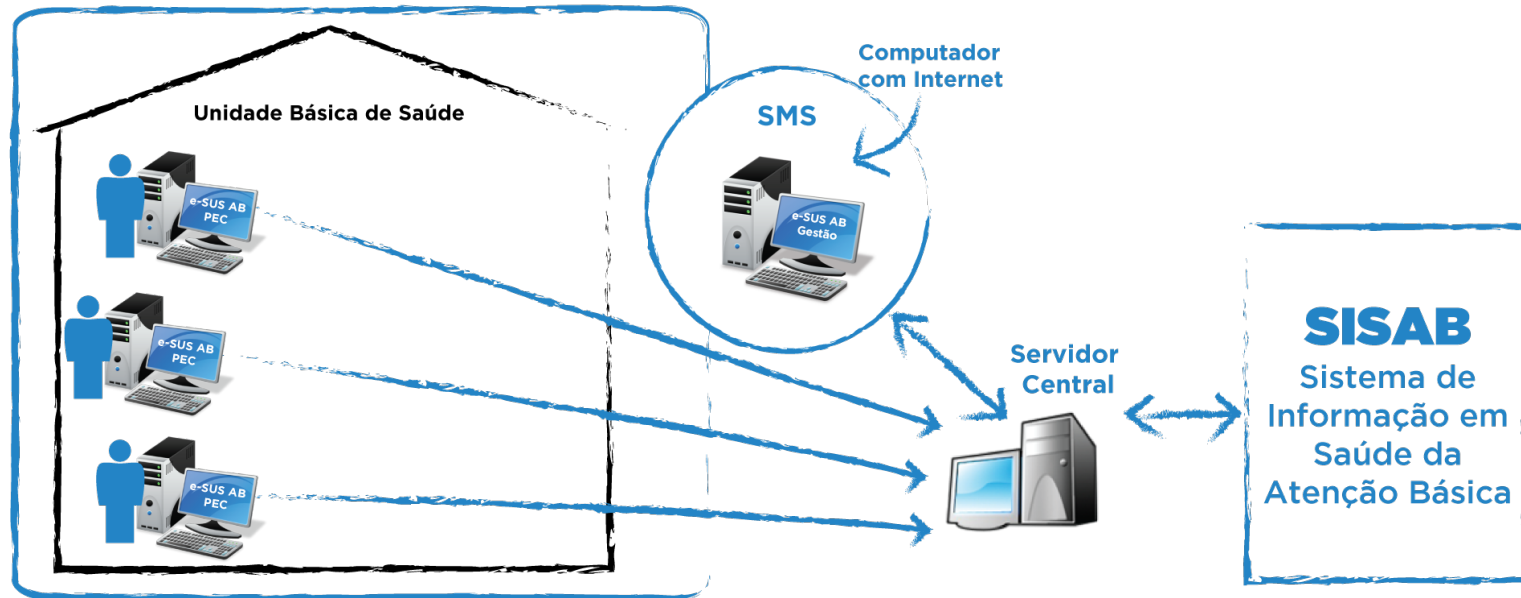 Unidade Básica de Saúde
e-SUS AB
PEC
e-SUS AB
PEC
e-SUS AB
PEC
Computador
com Internet
SMS
e-SUS AB
Gestão
Servidor
Central
SISAB
Sistema de
Informação em
Saúde da
Atenção Básica